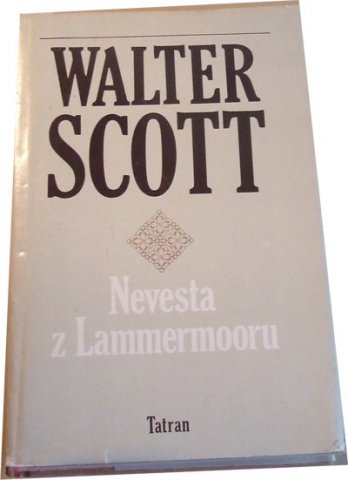 WALTER
SCOTT
Nevesta
z Lammermooru
Tatran